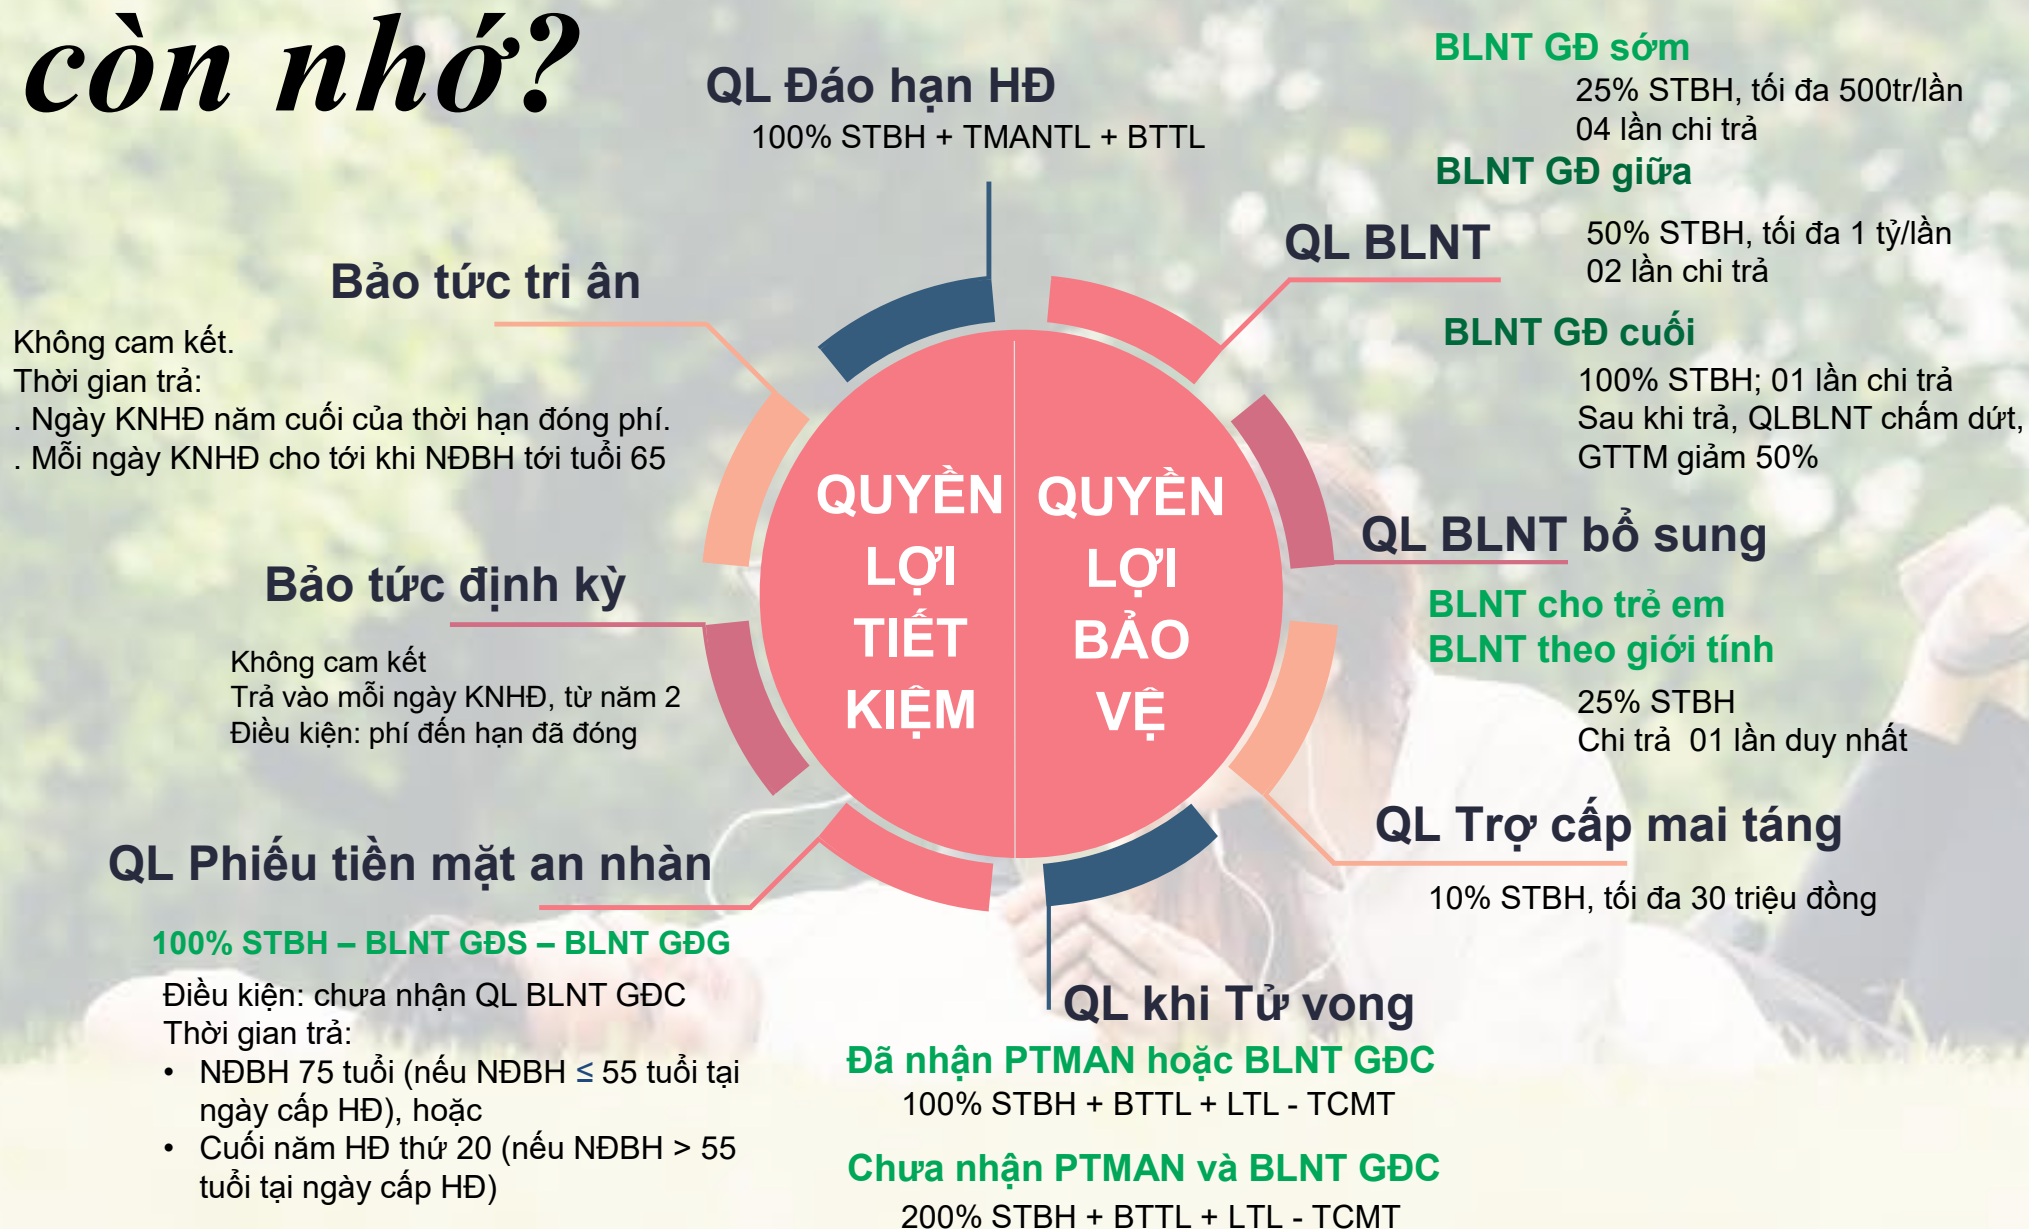 còn nhớ?
QL Đáo hạn HĐ
100% STBH + TMANTL + BTTL
Bảo tức tri ân
Không cam kết.
Thời gian trả:
. Ngày KNHĐ năm cuối của thời hạn đóng phí.
. Mỗi ngày KNHĐ cho tới khi NĐBH tới tuổi 65
Bảo tức định kỳ
Không cam kết
Trả vào mỗi ngày KNHĐ, từ năm 2
Điều kiện: phí đến hạn đã đóng
QL Phiếu tiền mặt an nhàn
100% STBH – BLNT GĐS – BLNT GĐG
Điều kiện: chưa nhận QL BLNT GĐC
Thời gian trả:
• NĐBH 75 tuổi (nếu NĐBH ≤ 55 tuổi tại
ngày cấp HĐ), hoặc
• Cuối năm HĐ thứ 20 (nếu NĐBH > 55
tuổi tại ngày cấp HĐ)
QUYỀN
LỢI
TIẾT
KIỆM
QUYỀN
LỢI
BẢO
VỆ
BLNT GĐ sớm
25% STBH, tối đa 500tr/lần
04 lần chi trả
BLNT GĐ giữa
QL BLNT
50% STBH, tối đa 1 tỷ/lần
02 lần chi trả
BLNT GĐ cuối
100% STBH; 01 lần chi trả
Sau khi trả, QLBLNT chấm dứt,
GTTM giảm 50%
QL BLNT bổ sung
BLNT cho trẻ em
BLNT theo giới tính
25% STBH
Chi trả 01 lần duy nhất
QL Trợ cấp mai táng
10% STBH, tối đa 30 triệu đồng
QL khi Tử vong
Đã nhận PTMAN hoặc BLNT GĐC
100% STBH + BTTL + LTL - TCMT
Chưa nhận PTMAN và BLNT GĐC
200% STBH + BTTL + LTL - TCMT